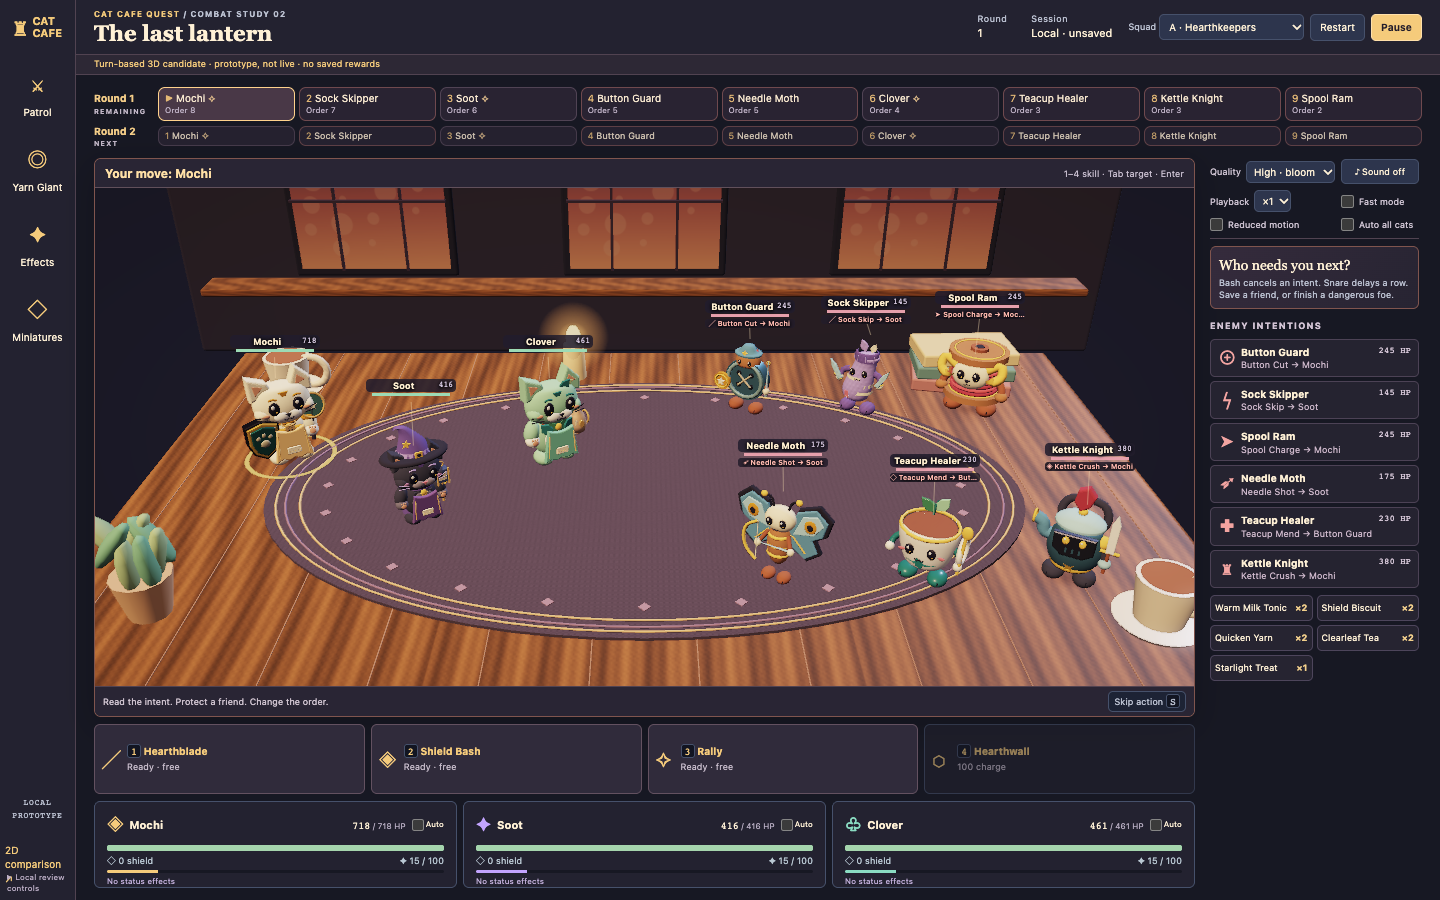 CAT CAFE
CAT CAFE QUEST / COMBAT STUDY 02
The last lantern
Round
1
Session
Local · unsaved
Squad
A · Hearthkeepers
Restart
Pause
Turn-based 3D candidate · prototype, not live · no saved rewards
Patrol
Yarn Giant
Effects
Miniatures
LOCAL
PROTOTYPE
2D
comparison
Local review
controls
Round 1
REMAINING
Mochi
Order 8
2 Sock Skipper
Order 7
3 Soot
Order 6
4 Button Guard
Order 5
5 Needle Moth
Order 5
6 Clover
Order 3
7 Teacup Healer
Order 3
8 Kettle Knight
Order 3
9 Spool Ram
Order 2
Round 2
NEXT
1 Mochi
2 Sock Skipper
3 Soot
4 Button Guard
5 Needle Moth
6 Clover
7 Teacup Healer
8 Kettle Knight
9 Spool Ram
Your move: Mochi
1–4 skill · Tab target · Enter
Mochi 718
Soot 416
Clover 461
Button Guard 245
Button Cut → Mochi
Sock Skipper 145
Sock Skip → Soot
Spool Ram 245
Spool Charge → Moc...
Needle Moth 175
Needle Shot → Soot
Teacup Healer 230
Teacup Mend → But...
Kettle Knight 380
Kettle Crush → Mochi
Read the intent. Protect a friend. Change the order.
Skip action S
1 Hearthblade
Ready · free
2 Shield Bash
Ready · free
3 Rally
Ready · free
4 Hearthwall
100 charge
Mochi
718 / 718 HP
Auto
0 shield
15 / 100
No status effects
Soot
416 / 416 HP
Auto
0 shield
15 / 100
No status effects
Clover
461 / 461 HP
Auto
0 shield
15 / 100
No status effects
Quality
High · bloom
Sound off
Playback
×1
Fast mode
Reduced motion
Auto all cats
Who needs you next?
Bash cancels an intent. Snare delays a row.
Save a friend, or finish a dangerous foe.
ENEMY INTENTIONS
Button Guard 245 HP
Button Cut → Mochi
Sock Skipper 145 HP
Sock Skip → Soot
Spool Ram 245 HP
Spool Charge → Mochi
Needle Moth 175 HP
Needle Shot → Soot
Teacup Healer 230 HP
Teacup Mend → Button Guard
Kettle Knight 380 HP
Kettle Crush → Mochi
Warm Milk Tonic ×2
Shield Biscuit ×2
Quicken Yarn ×2
Clearleaf Tea ×2
Starlight Treat ×1